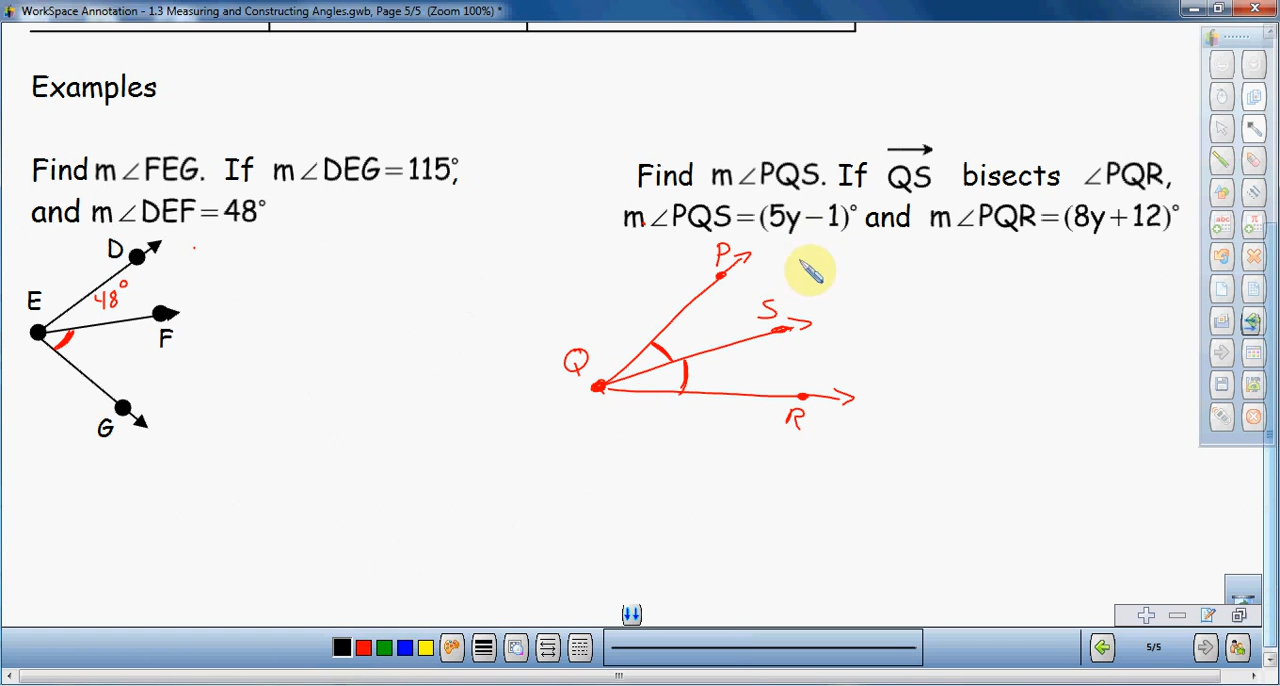 WorkSpace Annotation - 1.3 Measuring and Constructing Angles.gwb, Page 5/5 (Zoom 100%) *
Examples
Find m∠FEG. If m∠DEG=115°,
and m∠DEF=48°
D
E
48°
F
G
Find m∠PQS. If QS bisects ∠PQR,
m∠PQS=(5y−1)° and m∠PQR=(8y+12)°
P
S
Q
R
abc
π
5/5